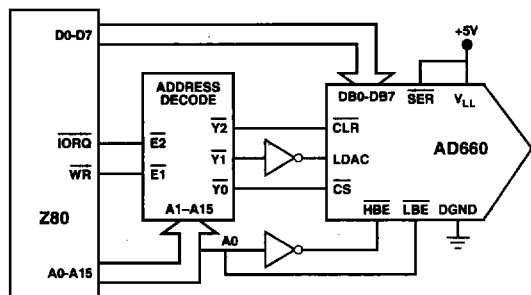 D0-D7
+5V
ADDRESS
DECODE
DB0-DB7
SER
VLL
IORQ
E2
Y2
CLR
AD660
WR
E1
Y1
LDAC
Y0
CS
Z80
A1–A15
HBE
LBE
DGND
A0
A0-A15